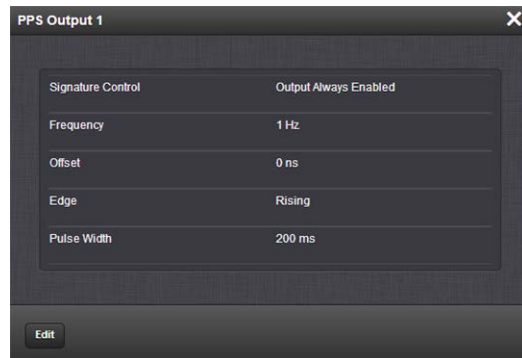 PPS Output 1
Signature Control Output Always Enabled
Frequency 1 Hz
Offset 0 ns
Edge Rising
Pulse Width 200 ms
Edit